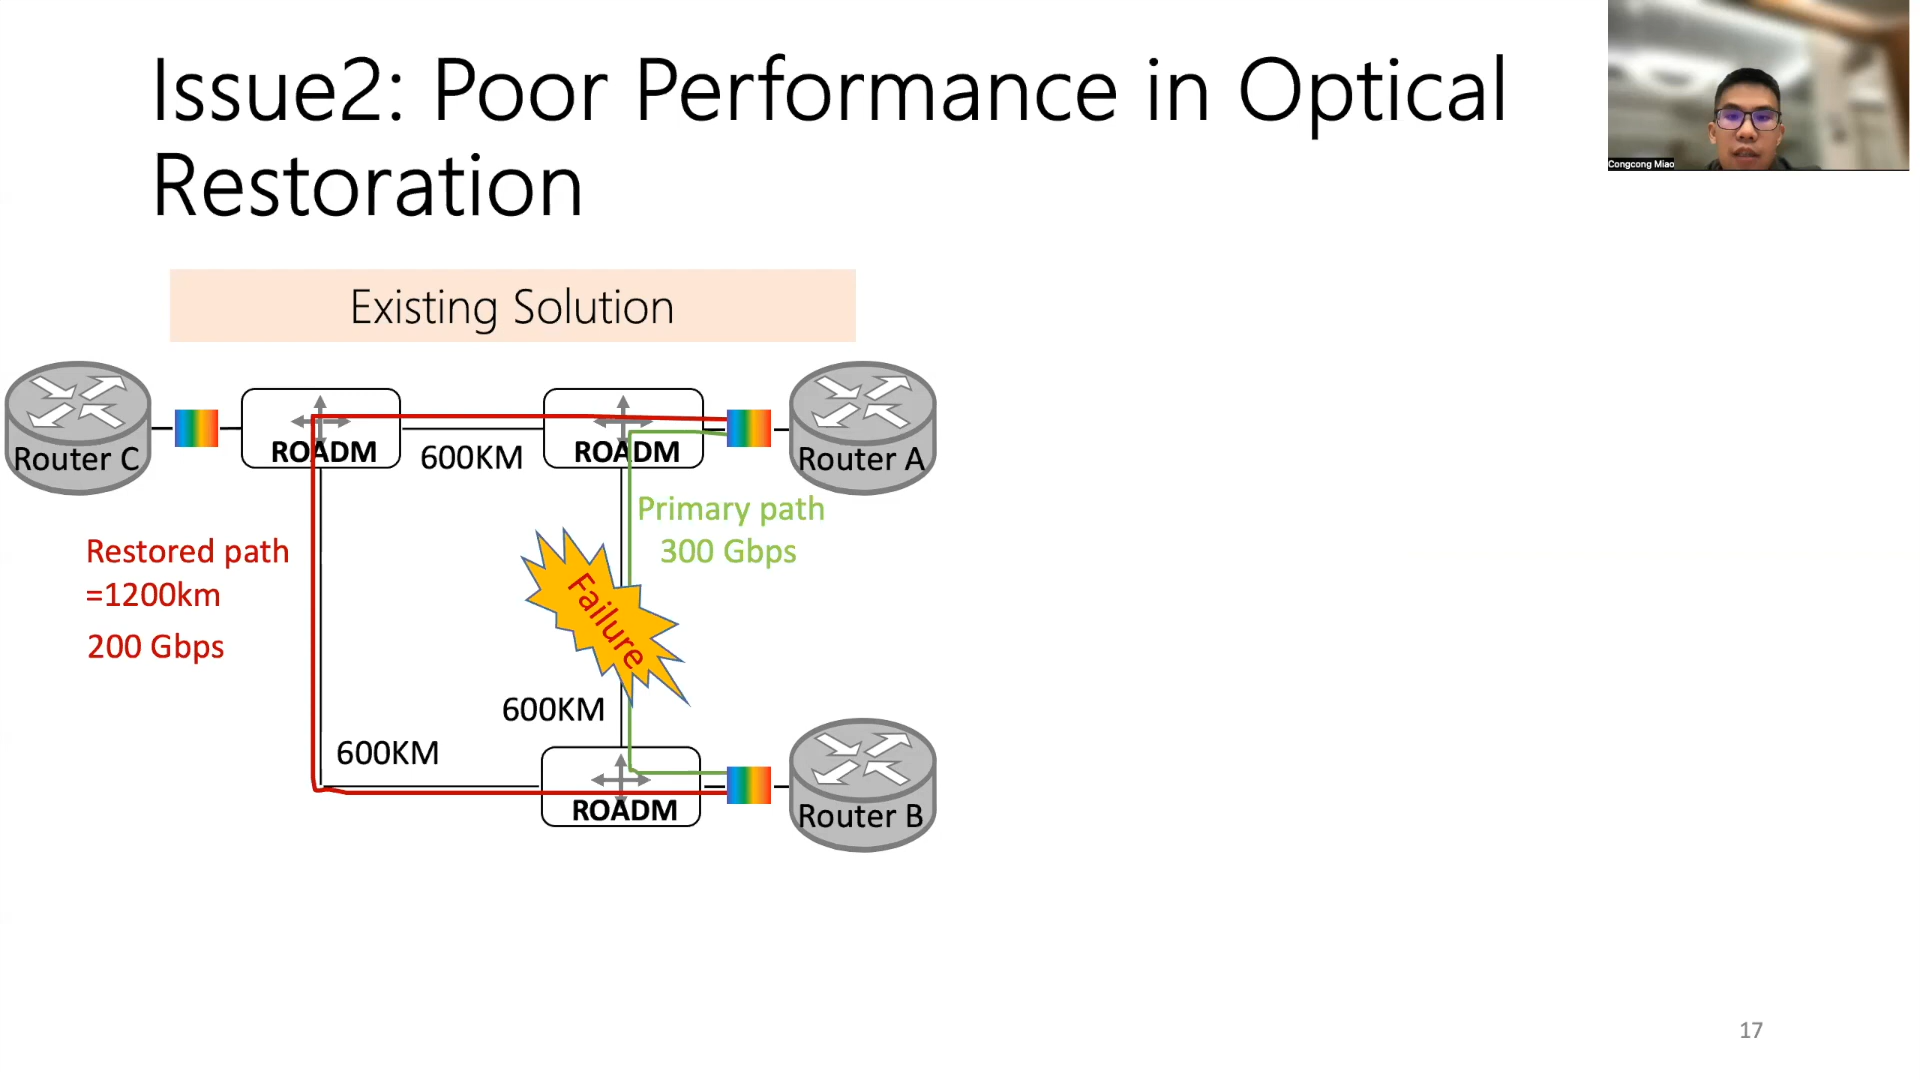 Issue2: Poor Performance in Optical
Restoration
Congcong Miao
Existing Solution
Router C
ROADM
600KM
ROADM
Router A
Primary path
300 Gbps
Restored path
=1200km
200 Gbps
Failure
600KM
600KM
ROADM
Router B
17